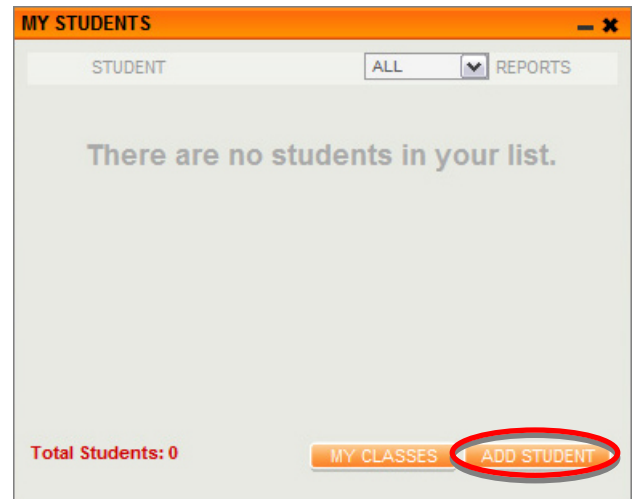 MY STUDENTS
STUDENT ALL REPORTS
There are no students in your list.
Total Students: 0 MY CLASSES ADD STUDENT